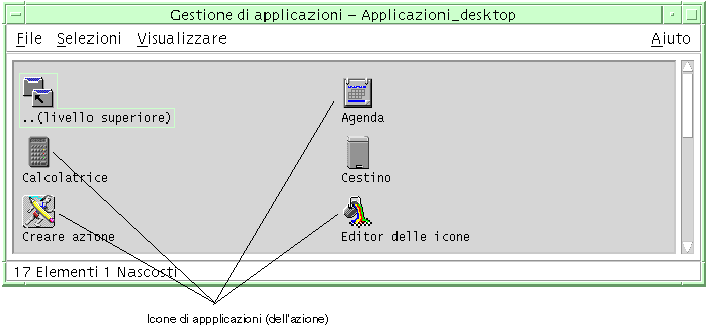 Gestione di applicazioni – Applicazioni_desktop
File Selezioni Visualizzare Aiuto
..(livello superiore) Agenda
Calcolatrice Cestino
Creare azione Editor delle icone
17 Elementi 1 Nascosti
Icone di appplicazioni (dell'azione)